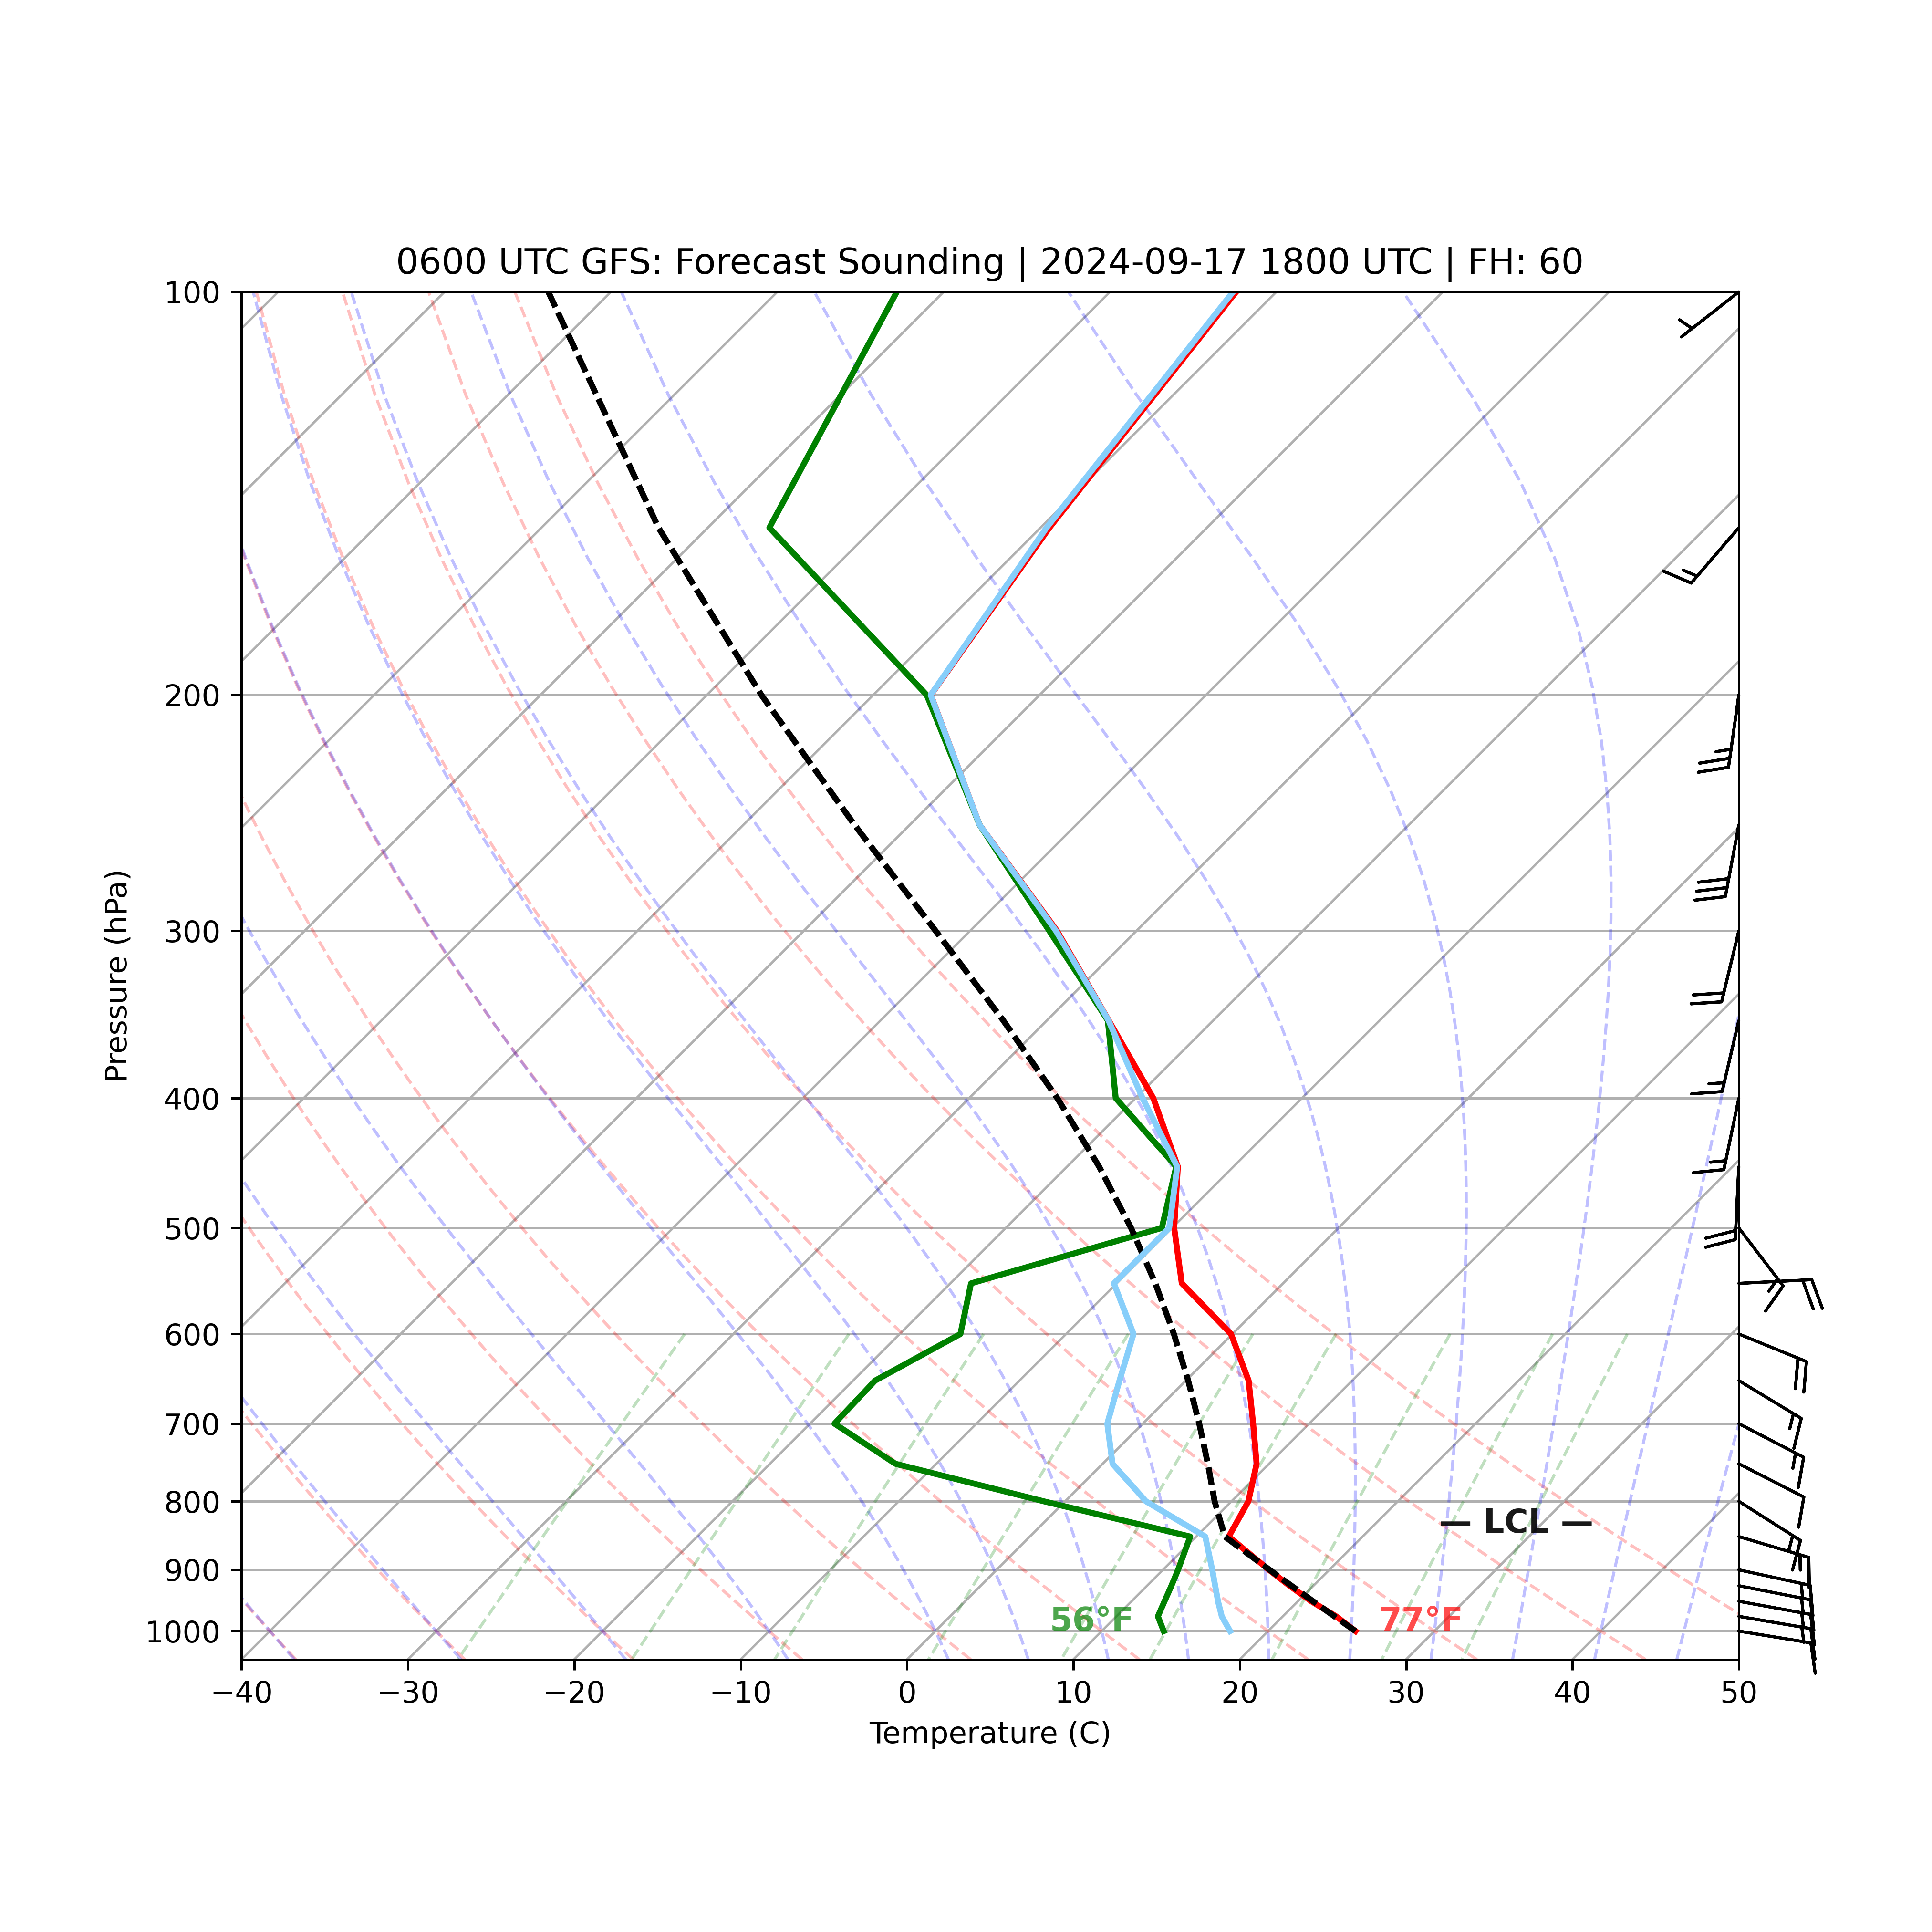 0600 UTC GFS: Forecast Sounding | 2024-09-17 1800 UTC | FH: 60
100
200
300
400
500
600
700
800
900
1000
Pressure (hPa)
— LCL —
56°F
77°F
−40 −30 −20 −10 0 10 20 30 40 50
Temperature (C)